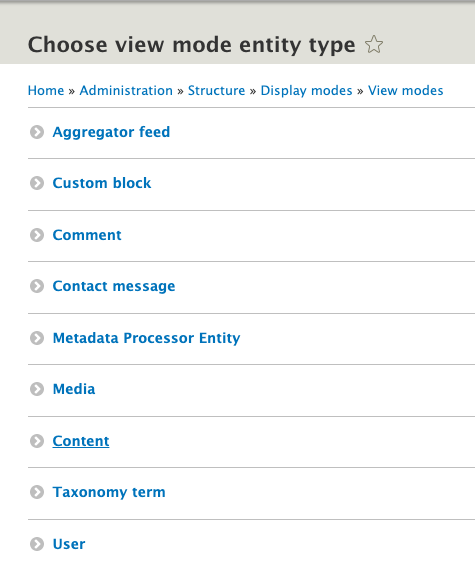 Choose view mode entity type
Home » Administration » Structure » Display modes » View modes
Aggregator feed
Custom block
Comment
Contact message
Metadata Processor Entity
Media
Content
Taxonomy term
User